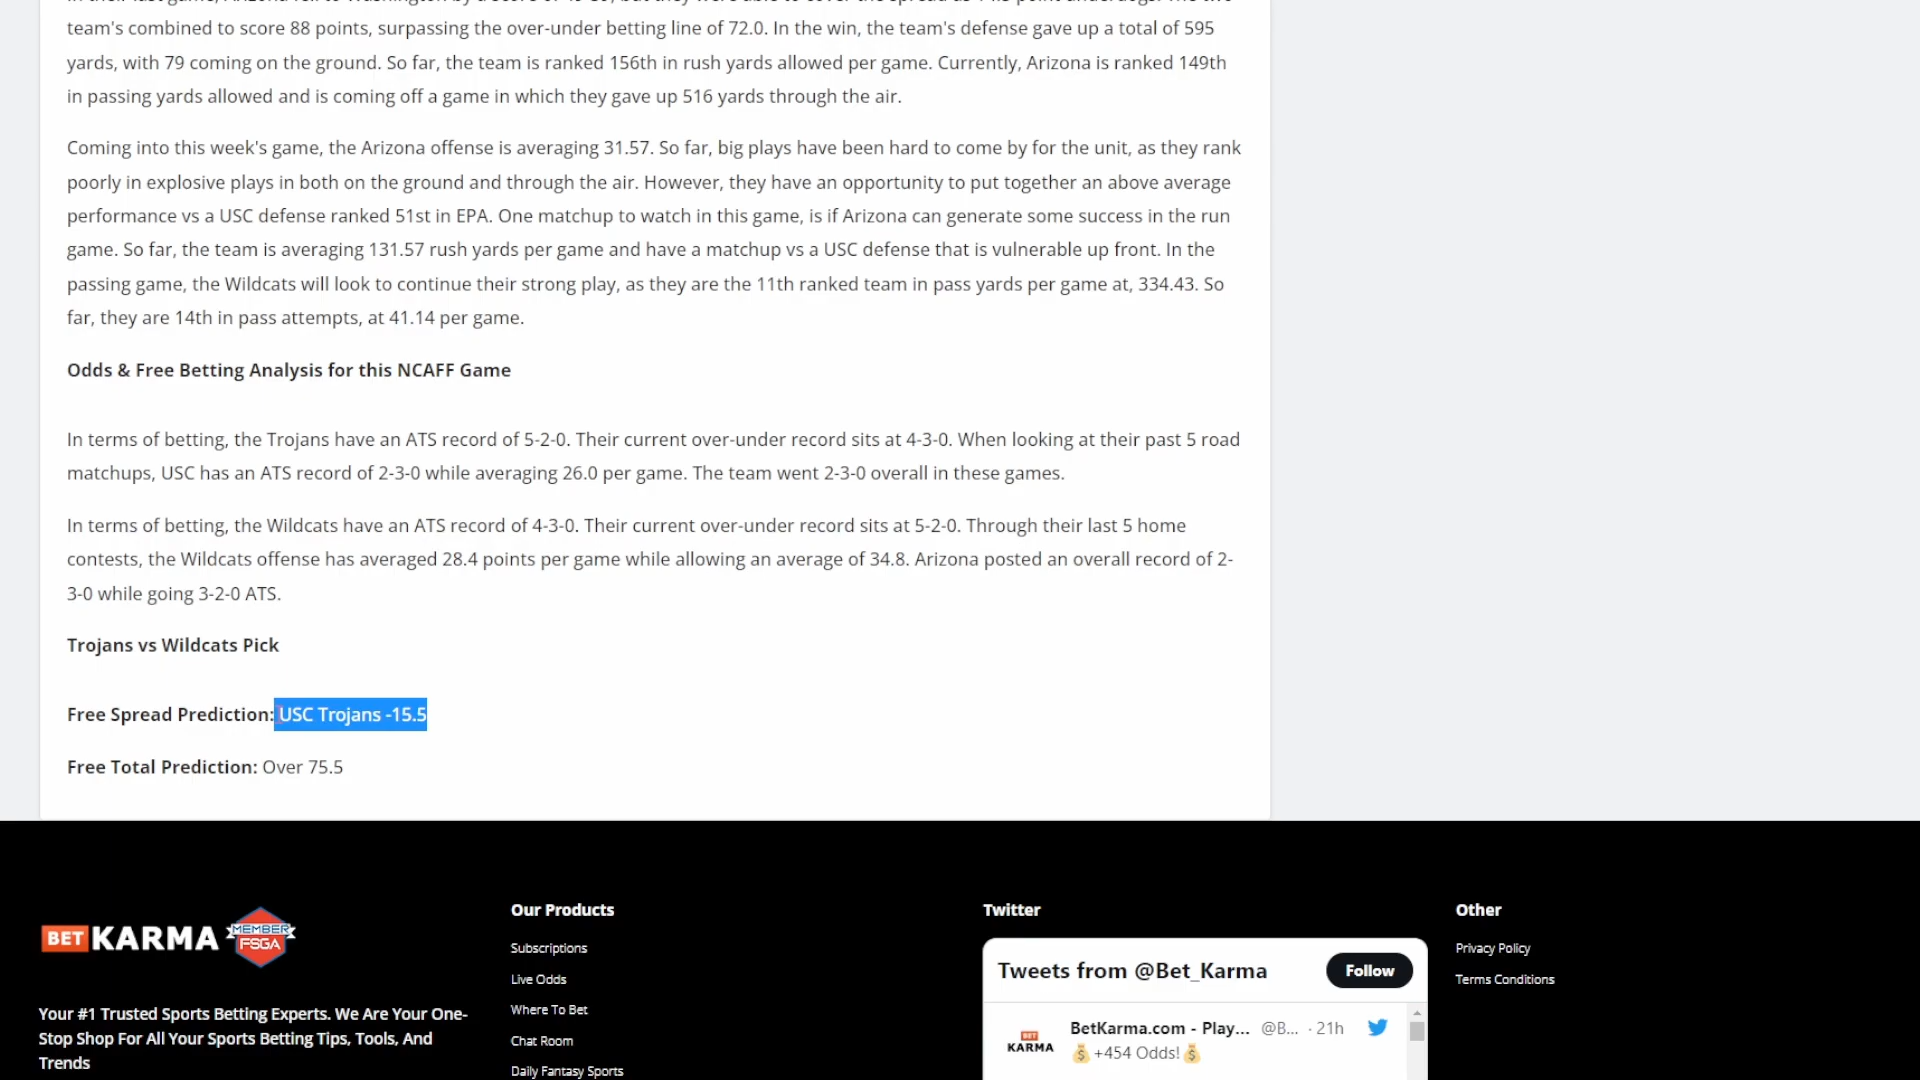 team's combined to score 88 points, surpassing the over-under betting line of 72.0. In the win, the team's defense gave up a total of 595
yards, with 79 coming on the ground. So far, the team is ranked 156th in rush yards allowed per game. Currently, Arizona is ranked 149th
in passing yards allowed and is coming off a game in which they gave up 516 yards through the air.
Coming into this week's game, the Arizona offense is averaging 31.57. So far, big plays have been hard to come by for the unit, as they rank
poorly in explosive plays in both on the ground and through the air. However, they have an opportunity to put together an above average
performance vs a USC defense ranked 51st in EPA. One matchup to watch in this game, is if Arizona can generate some success in the run
game. So far, the team is averaging 131.57 rush yards per game and have a matchup vs a USC defense that is vulnerable up front. In the
passing game, the Wildcats will look to continue their strong play, as they are the 11th ranked team in pass yards per game at, 334.43. So
far, they are 14th in pass attempts, at 41.14 per game.
Odds & Free Betting Analysis for this NCAFF Game
In terms of betting, the Trojans have an ATS record of 5-2-0. Their current over-under record sits at 4-3-0. When looking at their past 5 road
matchups, USC has an ATS record of 2-3-0 while averaging 26.0 per game. The team went 2-3-0 overall in these games.
In terms of betting, the Wildcats have an ATS record of 4-3-0. Their current over-under record sits at 5-2-0. Through their last 5 home
contests, the Wildcats offense has averaged 28.4 points per game while allowing an average of 34.8. Arizona posted an overall record of 2-
3-0 while going 3-2-0 ATS.
Trojans vs Wildcats Pick
Free Spread Prediction: USC Trojans -15.5
Free Total Prediction: Over 75.5
BET KARMA MEMBER FSGA
Your #1 Trusted Sports Betting Experts. We Are Your One-
Stop Shop For All Your Sports Betting Tips, Tools, And
Trends
Our Products
Subscriptions
Live Odds
Where To Bet
Chat Room
Daily Fantasy Sports
Twitter
Tweets from @Bet_Karma
Follow
BET KARMA
BetKarma.com - Play... @B... · 21h
💰 +454 Odds!💰
Other
Privacy Policy
Terms Conditions